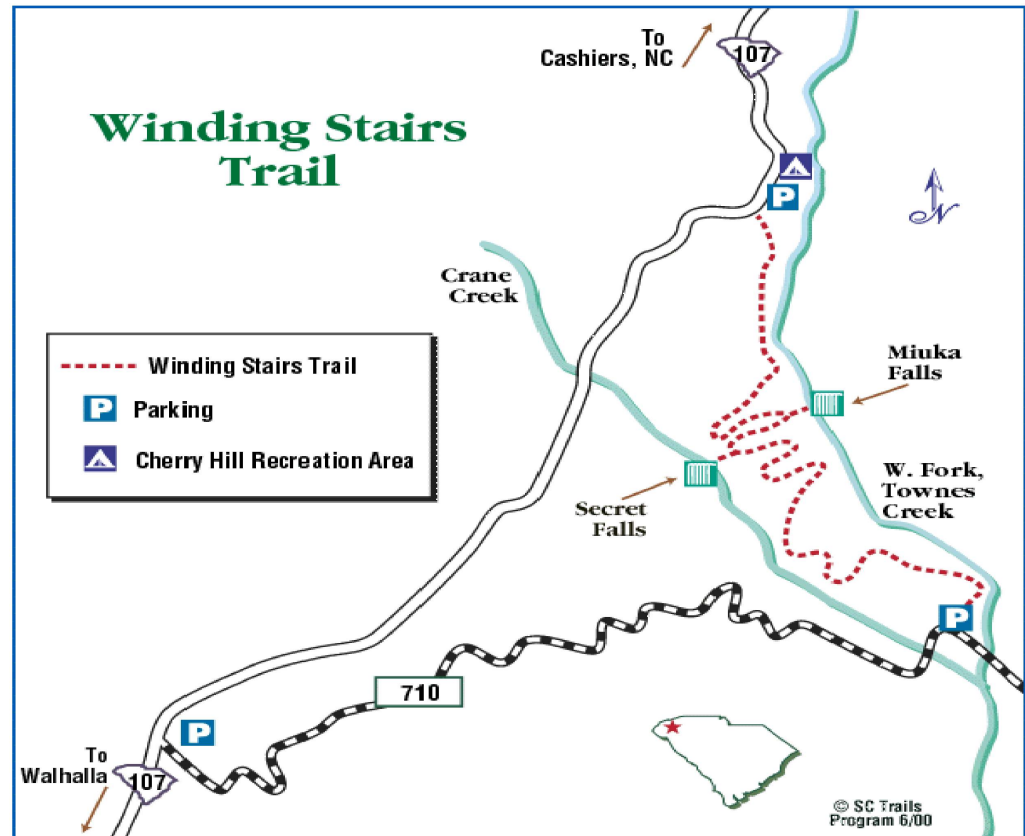 To
Cashiers, NC
107
Winding Stairs
Trail
P
N
Crane
Creek
Winding Stairs Trail
P Parking
Cherry Hill Recreation Area
Miuka
Falls
Secret
Falls
W. Fork,
Townes
Creek
P
710
P
To
Walhalla
107
© SC Trails
Program 6/00